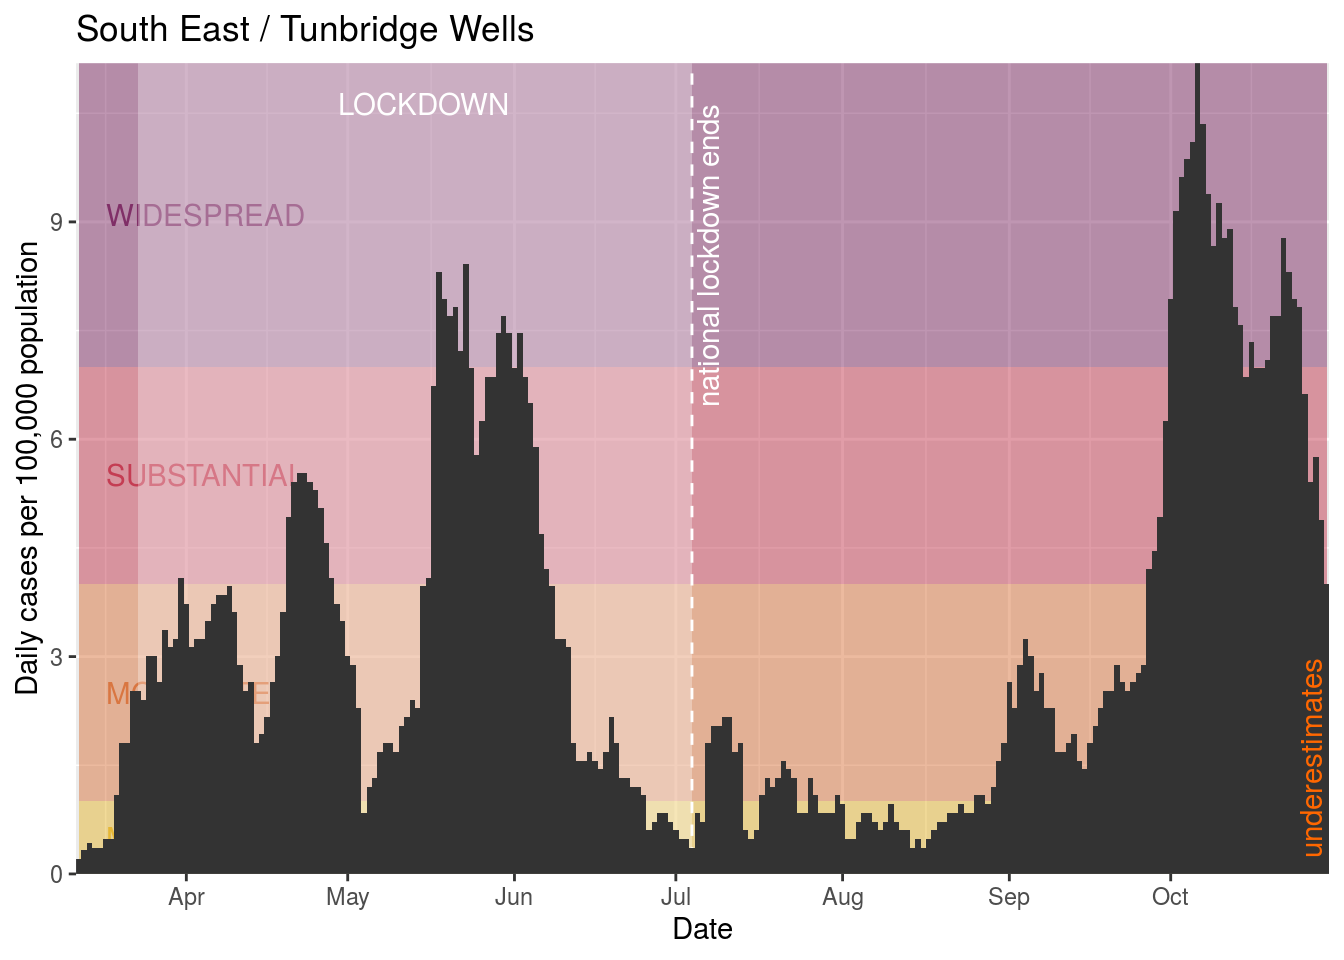 South East / Tunbridge Wells
LOCKDOWN
national lockdown ends
WIDESPREAD
SUBSTANTIAL
underestimates
Daily cases per 100,000 population
9
6
3
0
Apr
May
Jun
Jul
Aug
Sep
Oct
Date